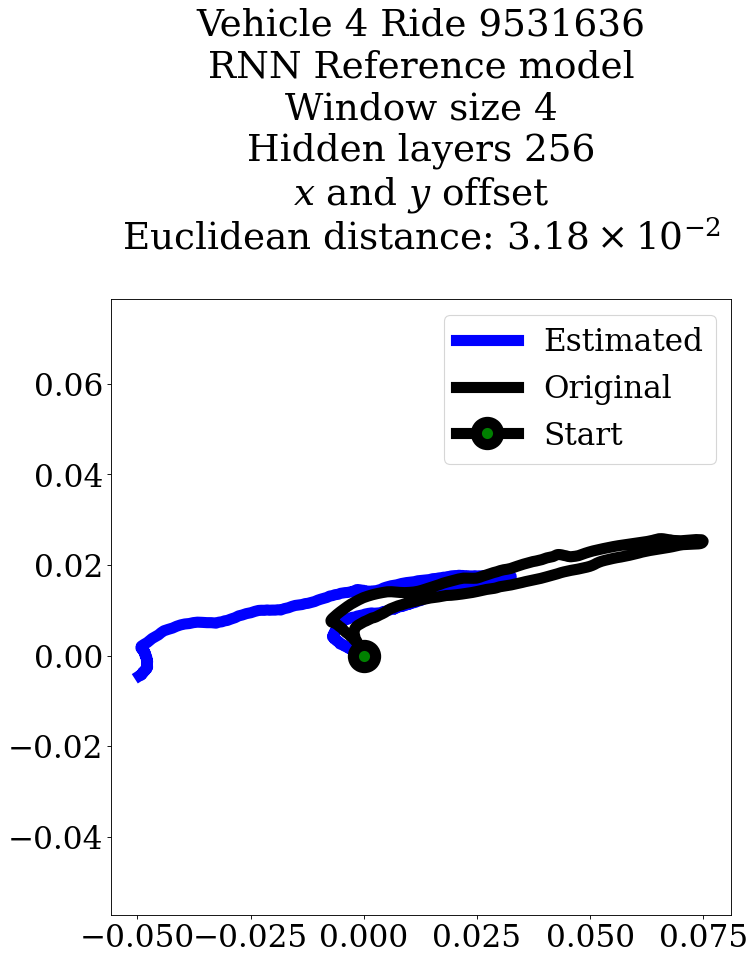 Vehicle 4 Ride 9531636
RNN Reference model
Window size 4
Hidden layers 256
x and y offset
Euclidean distance: 3.18 × 10⁻²
Estimated
Original
Start
0.06
0.04
0.02
0.00
−0.02
−0.04
−0.050 −0.025 0.000 0.025 0.050 0.075